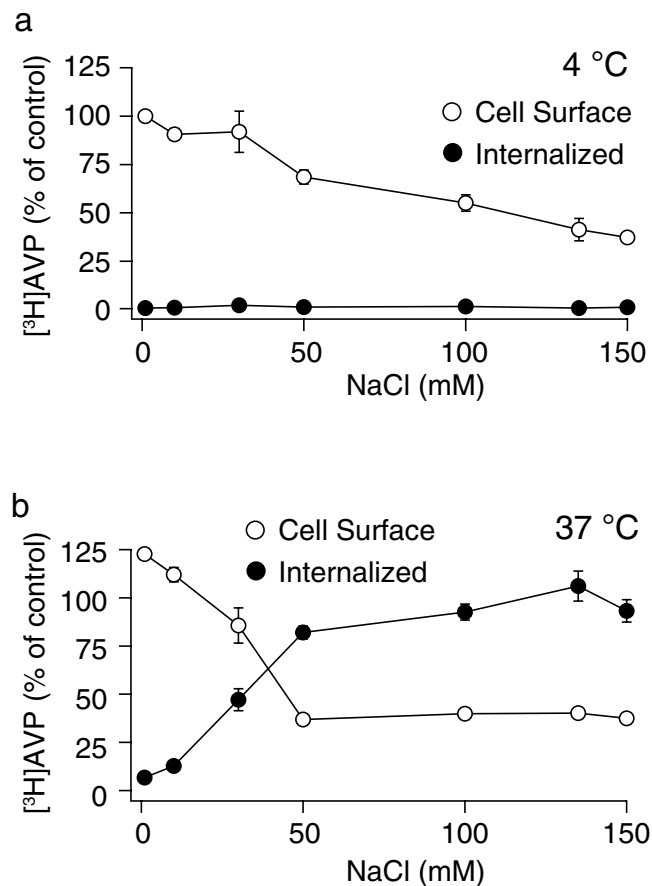 a
4 °C
Cell Surface
Internalized
[³H]AVP (% of control)
125
100
75
50
25
0
0 50 100 150
NaCl (mM)
b
37 °C
Cell Surface
Internalized
[³H]AVP (% of control)
125
100
75
50
25
0
0 50 100 150
NaCl (mM)